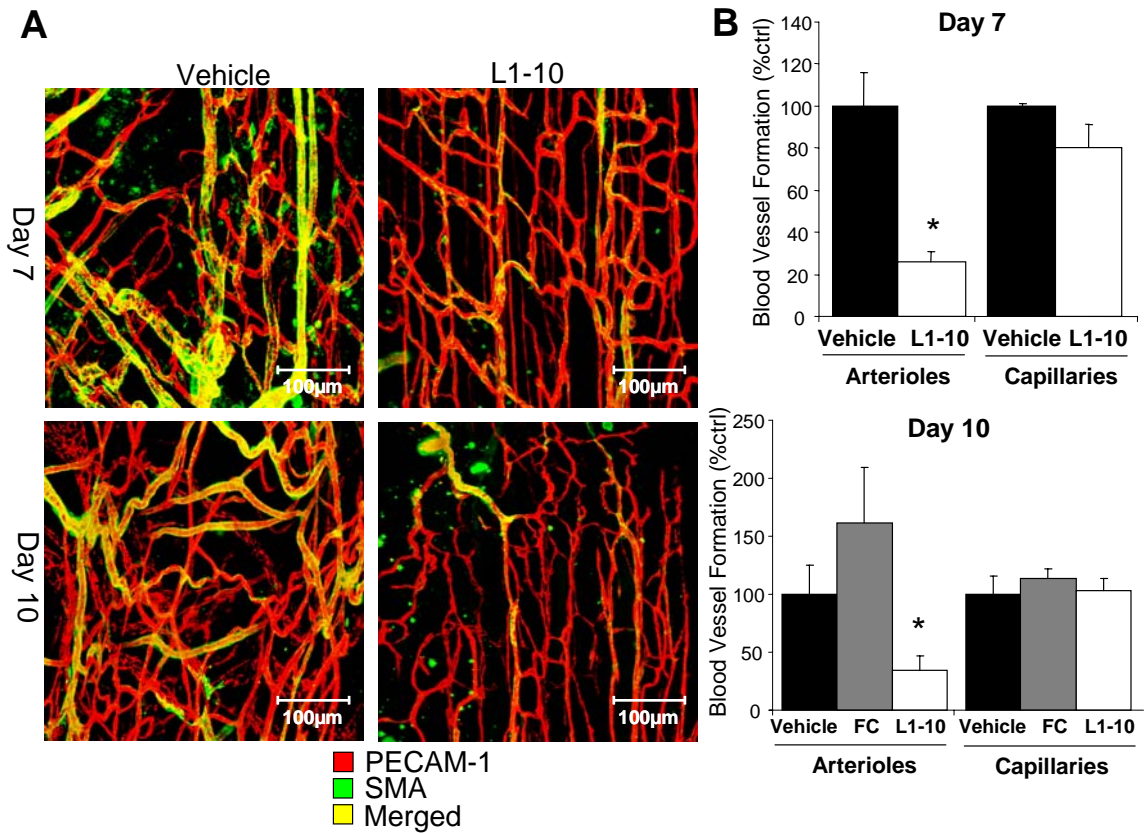 A
Vehicle
L1-10
Day 7
100µm
100µm
Day 10
100µm
100µm
PECAM-1
SMA
Merged
B
Day 7
Blood Vessel Formation (%ctrl)
140
120
100
80
60
40
20
0
*
Vehicle L1-10 Vehicle L1-10
Arterioles Capillaries
Day 10
Blood Vessel Formation (%ctrl)
250
200
150
100
50
0
*
Vehicle FC L1-10 Vehicle FC L1-10
Arterioles Capillaries